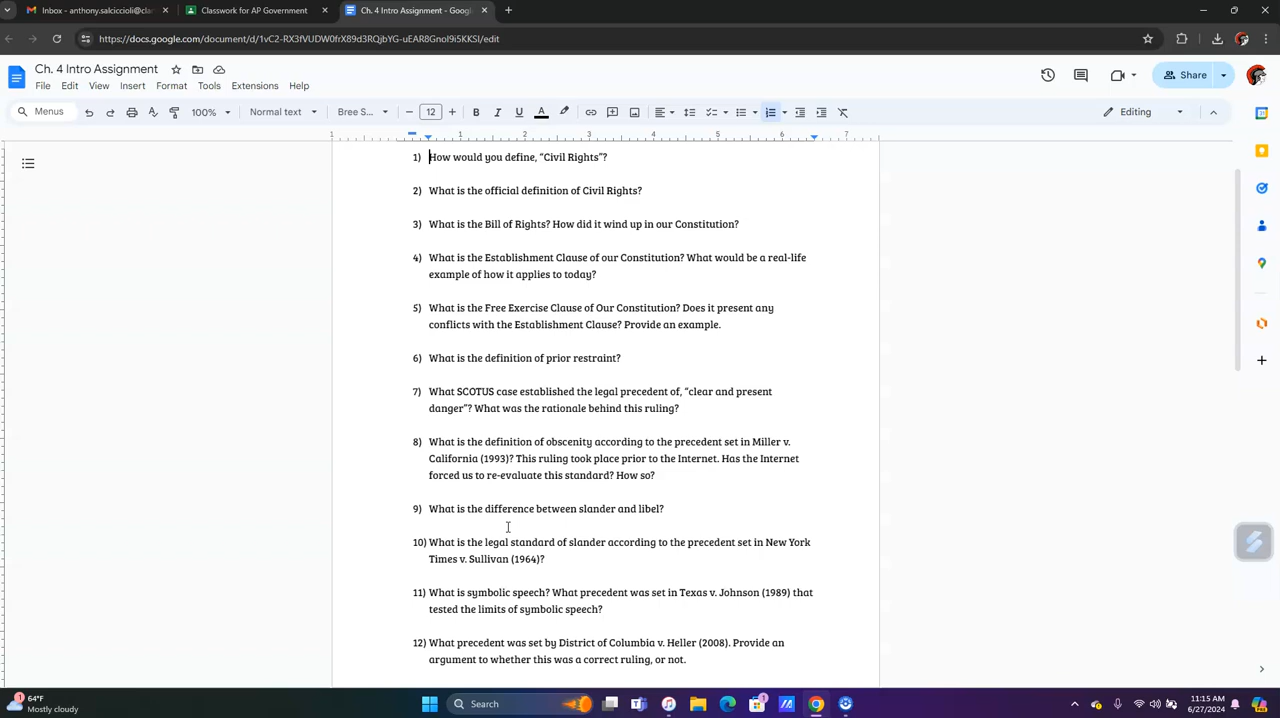 Inbox - anthony.saliccioli@cla
Classwork for AP Government
Ch. 4 Intro Assignment - Google
https://docs.google.com/document/d/1vC2-RX3fVUDW0frX89d3RQjbYG-uEAR8Gnol9i5KKSI/edit
Ch. 4 Intro Assignment
File Edit View Insert Format Tools Extensions Help
Share
Menus
100%
Normal text
Bree S...
12
Editing
1 1 2 3 4 5 6 7
1) How would you define, “Civil Rights”?
2) What is the official definition of Civil Rights?
3) What is the Bill of Rights? How did it wind up in our Constitution?
4) What is the Establishment Clause of our Constitution? What would be a real-life
example of how it applies to today?
5) What is the Free Exercise Clause of Our Constitution? Does it present any
conflicts with the Establishment Clause? Provide an example.
6) What is the definition of prior restraint?
7) What SCOTUS case established the legal precedent of, “clear and present
danger”? What was the rationale behind this ruling?
8) What is the definition of obscenity according to the precedent set in Miller v.
California (1993)? This ruling took place prior to the Internet. Has the Internet
forced us to re-evaluate this standard? How so?
9) What is the difference between slander and libel?
10) What is the legal standard of slander according to the precedent set in New York
Times v. Sullivan (1964)?
11) What is symbolic speech? What precedent was set in Texas v. Johnson (1989) that
tested the limits of symbolic speech?
12) What precedent was set by District of Columbia v. Heller (2008). Provide an
argument to whether this was a correct ruling, or not.
64°F
Mostly cloudy
Search
11:15 AM
6/27/2024